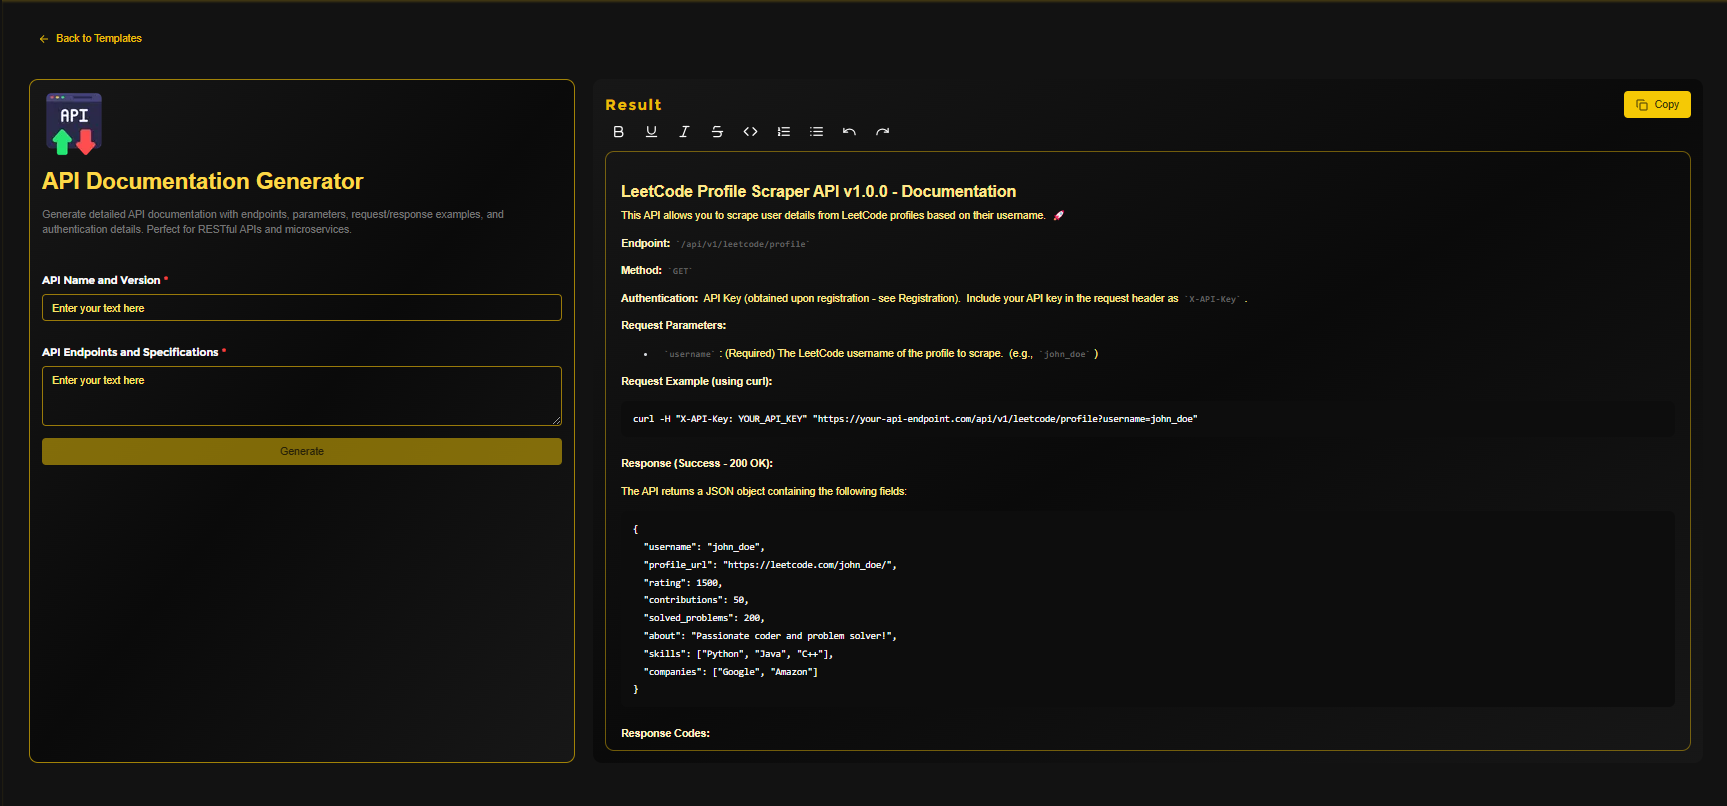 ← Back to Templates
API
API Documentation Generator
Generate detailed API documentation with endpoints, parameters, request/response examples, and
authentication details. Perfect for RESTful APIs and microservices.
API Name and Version *
Enter your text here
API Endpoints and Specifications *
Enter your text here
Generate
Result
Copy
B U I S <>
LeetCode Profile Scraper API v1.0.0 - Documentation
This API allows you to scrape user details from LeetCode profiles based on their username. 🚀
Endpoint: `/api/v1/leetcode/profile`
Method: `GET`
Authentication: API Key (obtained upon registration - see Registration). Include your API key in the request header as `X-API-Key` .
Request Parameters:
• `username` : (Required) The LeetCode username of the profile to scrape. (e.g., `john_doe` )
Request Example (using curl):
curl -H "X-API-Key: YOUR_API_KEY" "https://your-api-endpoint.com/api/v1/leetcode/profile?username=john_doe"
Response (Success - 200 OK):
The API returns a JSON object containing the following fields:
{
"username": "john_doe",
"profile_url": "https://leetcode.com/john_doe/",
"rating": 1500,
"contributions": 50,
"solved_problems": 200,
"about": "Passionate coder and problem solver!",
"skills": ["Python", "Java", "C++"],
"companies": ["Google", "Amazon"]
}
Response Codes: